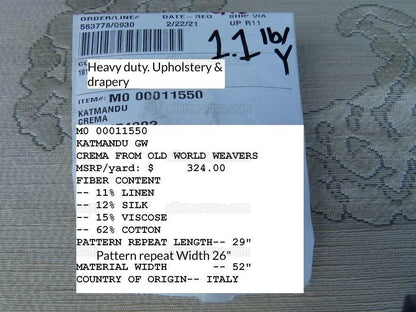 ORDER/LINE# DATE--REQ SHIP VIA
563778/0930 2/22/21 UP R11
1.1 lb/
Y
Heavy duty. Upholstery &
drapery
ITEM#: M0 00011550
KATMANDU
CREMA
M0 00011550
KATMANDU GW
CREMA FROM OLD WORLD WEAVERS
MSRP/yard: $ 324.00
FIBER CONTENT
-- 11% LINEN
-- 12% SILK
-- 15% VISCOSE
-- 62% COTTON
PATTERN REPEAT LENGTH-- 29"
Pattern repeat Width 26"
MATERIAL WIDTH -- 52"
COUNTRY OF ORIGIN-- ITALY